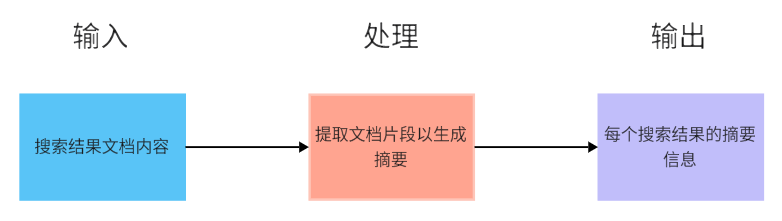 输入
处理
输出
搜索结果文档内容
提取文档片段以生成
摘要
每个搜索结果的摘要
信息